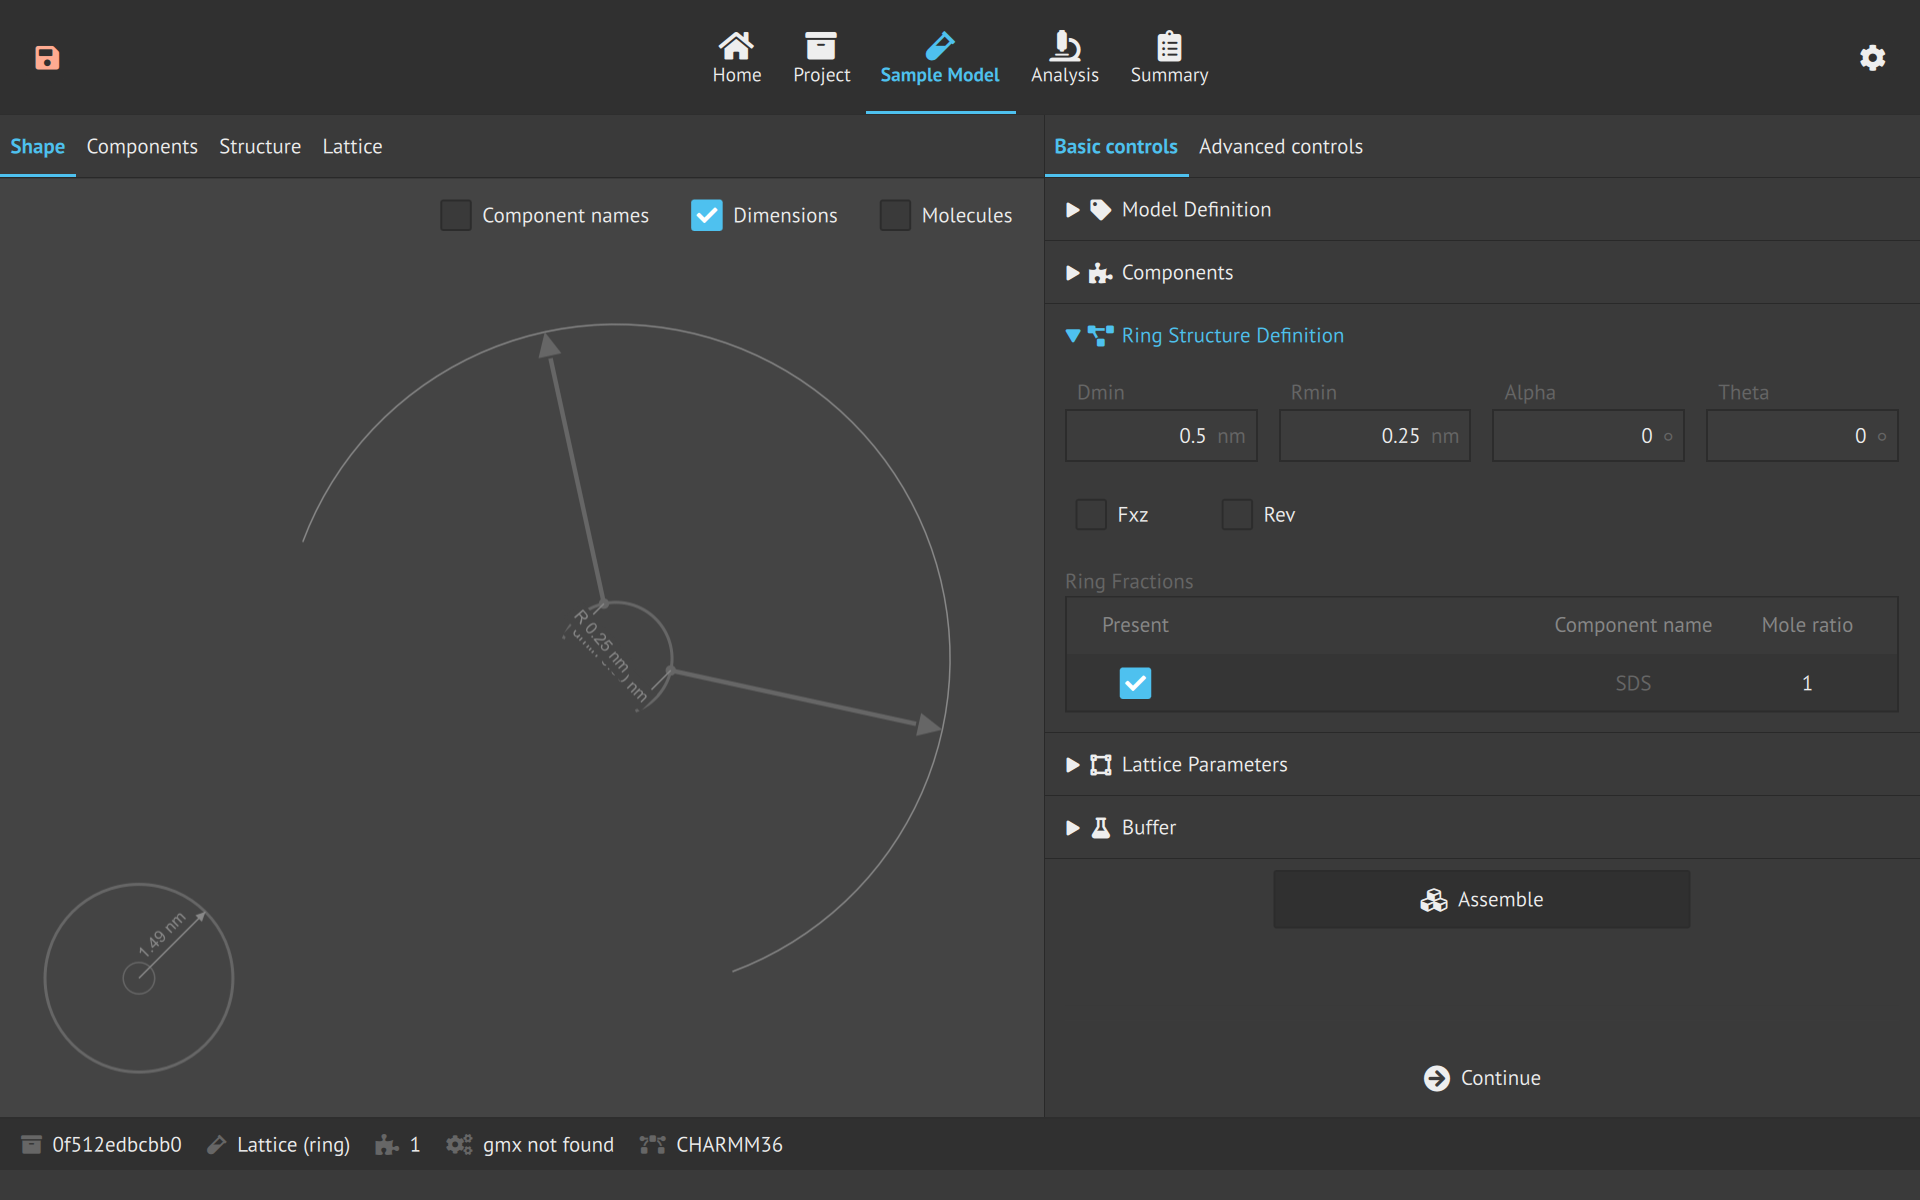 Home Project Sample Model Analysis Summary
Shape Components Structure Lattice
Component names Dimensions Molecules
R 0.25 nm
nm
1.49 nm
Basic controls Advanced controls
Model Definition
Components
Ring Structure Definition
Dmin Rmin Alpha Theta
0.5 nm 0.25 nm 0 ° 0 °
Fxz Rev
Ring Fractions
Present Component name Mole ratio
SDS 1
Lattice Parameters
Buffer
Assemble
Continue
0f512edbcbb0 Lattice (ring) 1 gmx not found CHARMM36